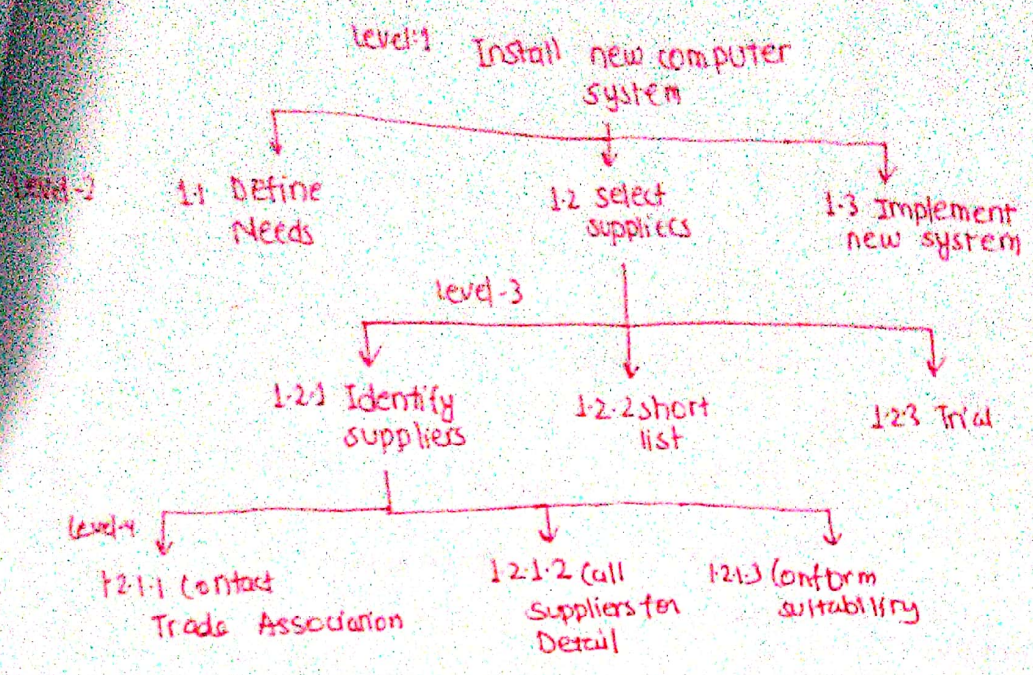 Level:1 Install new computer
system
Level-2 1.1 Define
Needs
1.2 select
suppliers
1.3 Implement
new system
Level-3
1.2.1 Identify
suppliers
1.2.2 short
list
1.2.3 Trial
Level-4
1.2.1.1 Contact
Trade Association
1.2.1.2 Call
Suppliers for
Detail
1.2.1.3 Conform
suitability